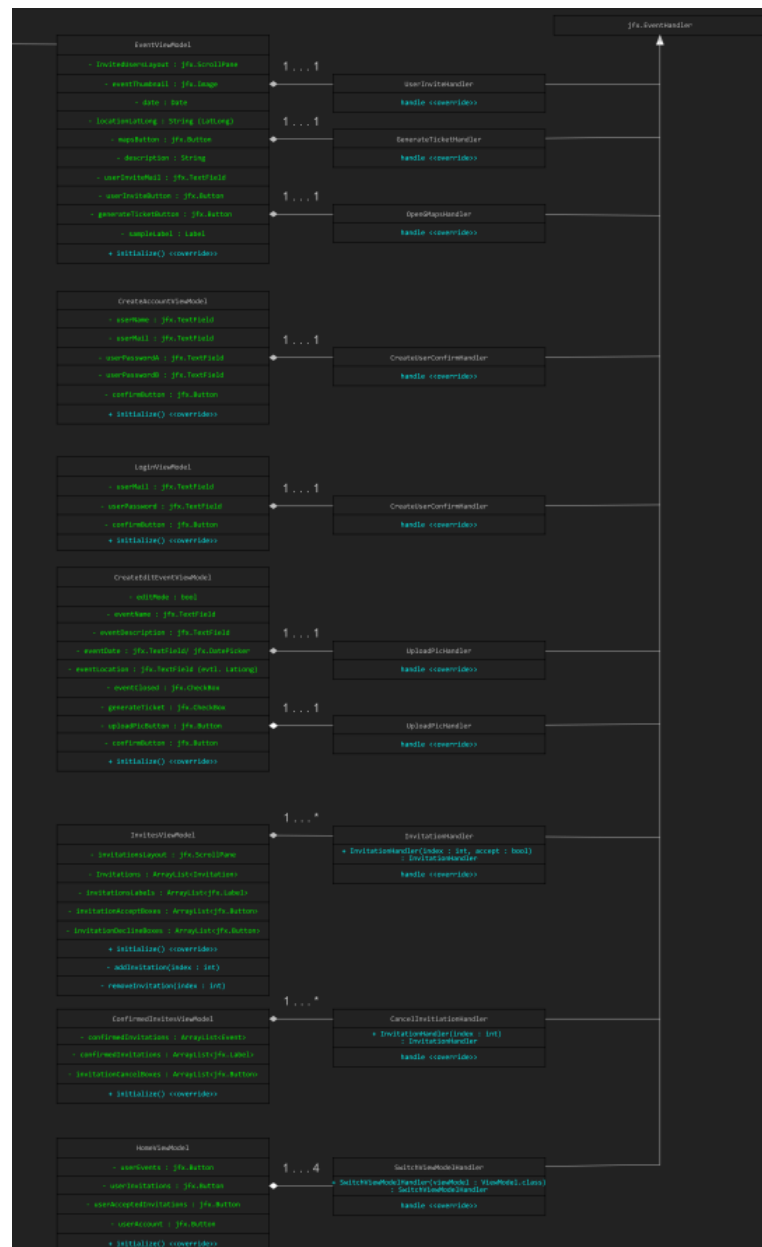 jfx.EventHandler
EventViewModel
- InvitedUsersLayout : jfx.ScrollPane
- eventThumbnail : jfx.Image
- date : Date
- locationLatLong : String (LatLong)
- mapsButton : jfx.Button
- description : String
- userInviteMail : jfx.TextField
- userInviteButton : jfx.Button
- generateTicketButton : jfx.Button
- sampleLabel : Label
+ initialize() <<override>>
1...1
UserInviteHandler
handle <<override>>
1...1
GenerateTicketHandler
handle <<override>>
1...1
OpenGMapsHandler
handle <<override>>
CreateAccountViewModel
- userName : jfx.TextField
- userMail : jfx.TextField
- userPasswordA : jfx.TextField
- userPasswordB : jfx.TextField
- confirmButton : jfx.Button
+ initialize() <<override>>
1...1
CreateUserConfirmHandler
handle <<override>>
LoginViewModel
- userMail : jfx.TextField
- userPassword : jfx.TextField
- confirmButton : jfx.Button
+ initialize() <<override>>
1...1
CreateUserConfirmHandler
handle <<override>>
CreateEditEventViewModel
- editMode : bool
- eventName : jfx.TextField
- eventDescription : jfx.TextField
- eventDate : jfx.TextField/ jfx.DatePicker
- eventLocation : jfx.TextField (evtl. LatLong)
- eventClosed : jfx.CheckBox
- generateTicket : jfx.CheckBox
- uploadPicButton : jfx.Button
- confirmButton : jfx.Button
+ initialize() <<override>>
1...1
UploadPicHandler
handle <<override>>
1...1
UploadPicHandler
handle <<override>>
InvitesViewModel
- invitationsLayout : jfx.ScrollPane
- Invitations : ArrayList<Invitation>
- invitationsLabels : ArrayList<jfx.Label>
- invitationAcceptBoxes : ArrayList<jfx.Button>
- invitationDeclineBoxes : ArrayList<jfx.Button>
+ initialize() <<override>>
- addInvitation(index : int)
- removeInvitation(index : int)
1...*
InvitationHandler
+ InvitationHandler(index : int, accept : bool)
: InvitationHandler
handle <<override>>
ConfirmedInvitesViewModel
- confirmedInvitations : ArrayList<Event>
- confirmedInvitations : ArrayList<jfx.Label>
- invitationCancelBoxes : ArrayList<jfx.Button>
+ initialize() <<override>>
1...*
CancelInvitiationHandler
+ InvitationHandler(index : int)
: InvitationHandler
handle <<override>>
HomeViewModel
- userEvents : jfx.Button
- userInvitations : jfx.Button
- userAcceptedInvitations : jfx.Button
- userAccount : jfx.Button
+ initialize() <<override>>
1...4
SwitchViewModelHandler
+ SwitchViewModelHandler(viewModel : ViewModel.class)
: SwitchViewModelHandler
handle <<override>>